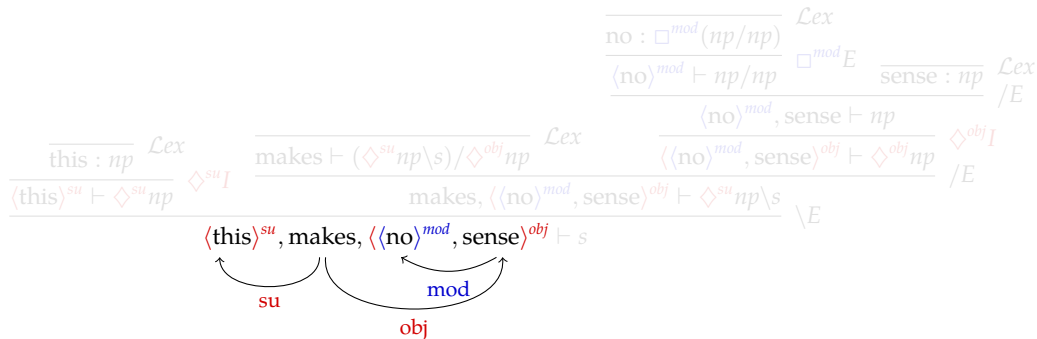 no : □^mod(np/np) Lex
⟨no⟩^mod ⊢ np/np □^mod E sense : np Lex
⟨no⟩^mod, sense ⊢ np /E
this : np Lex makes ⊢ (◇^su np\s)/◇^obj np Lex ⟨⟨no⟩^mod, sense⟩^obj ⊢ ◇^obj np ◇^obj I
⟨this⟩^su ⊢ ◇^su np ◇^su I makes, ⟨⟨no⟩^mod, sense⟩^obj ⊢ ◇^su np\s /E
⟨this⟩^su, makes, ⟨⟨no⟩^mod, sense⟩^obj ⊢ s \E
su mod
obj